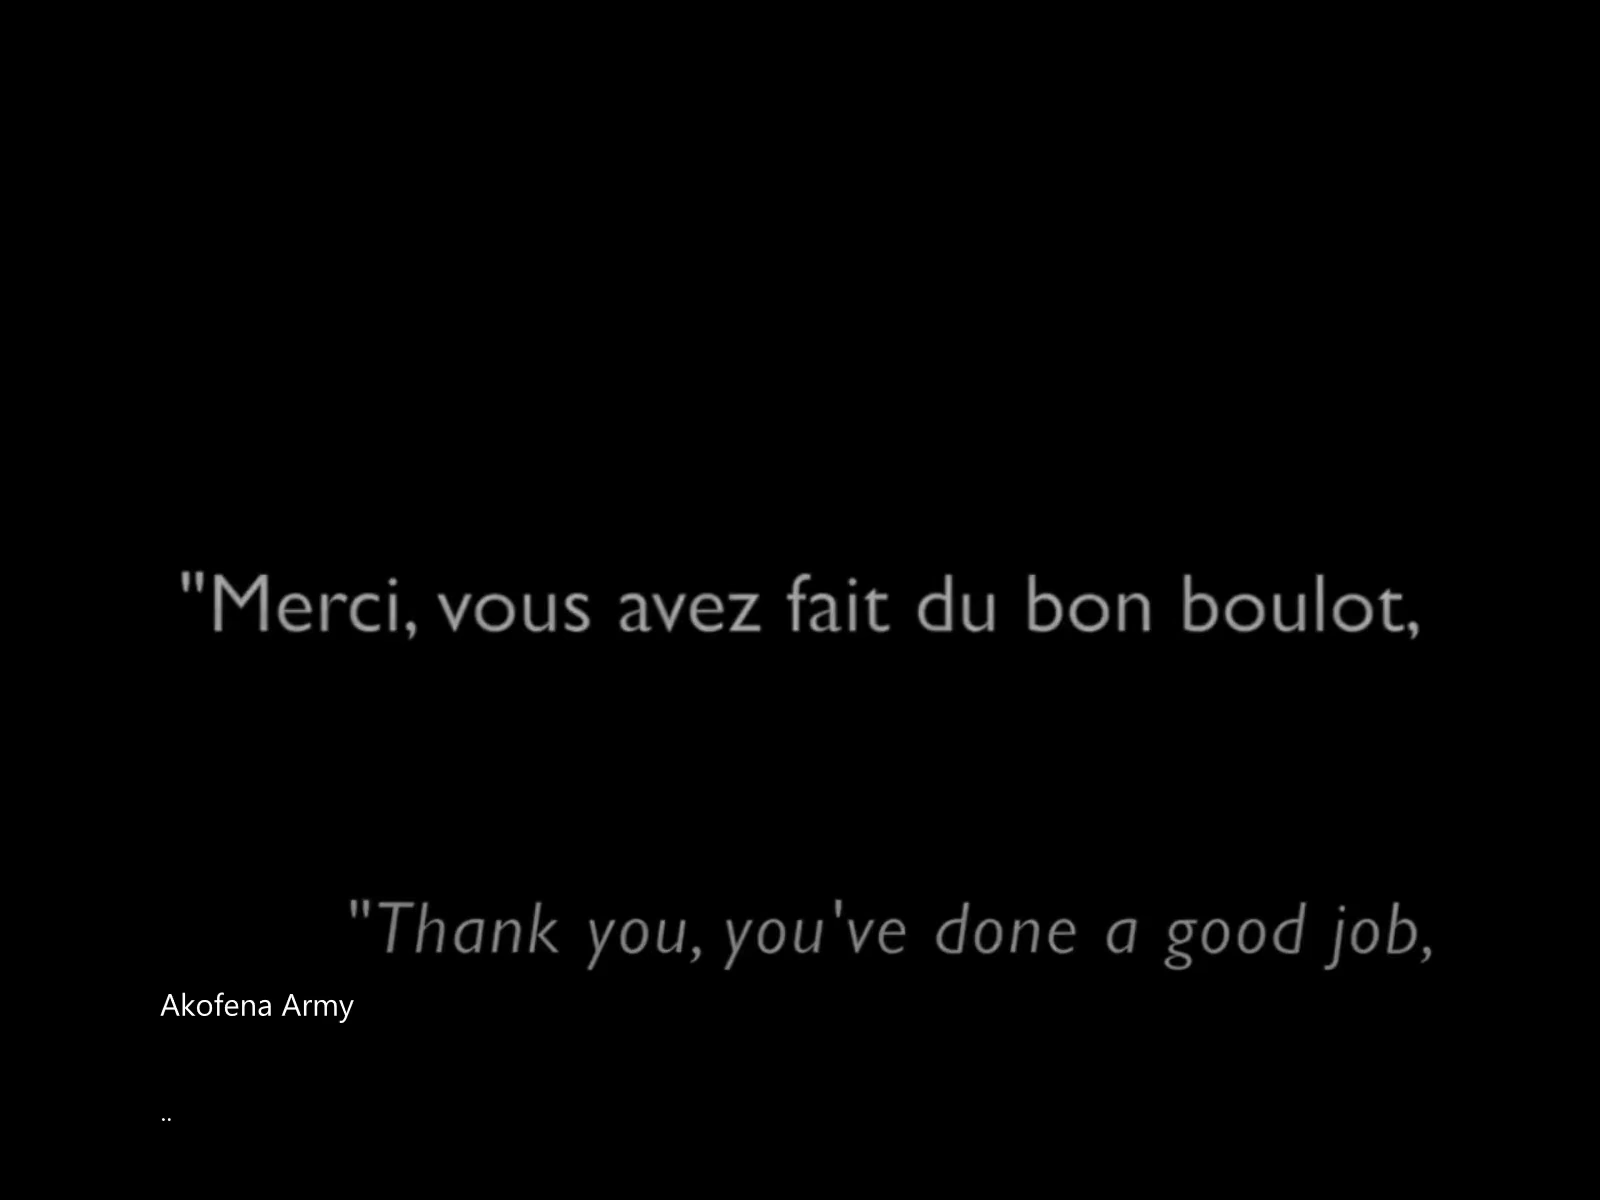 "Merci, vous avez fait du bon boulot,
"Thank you, you've done a good job,
Akofena Army
..